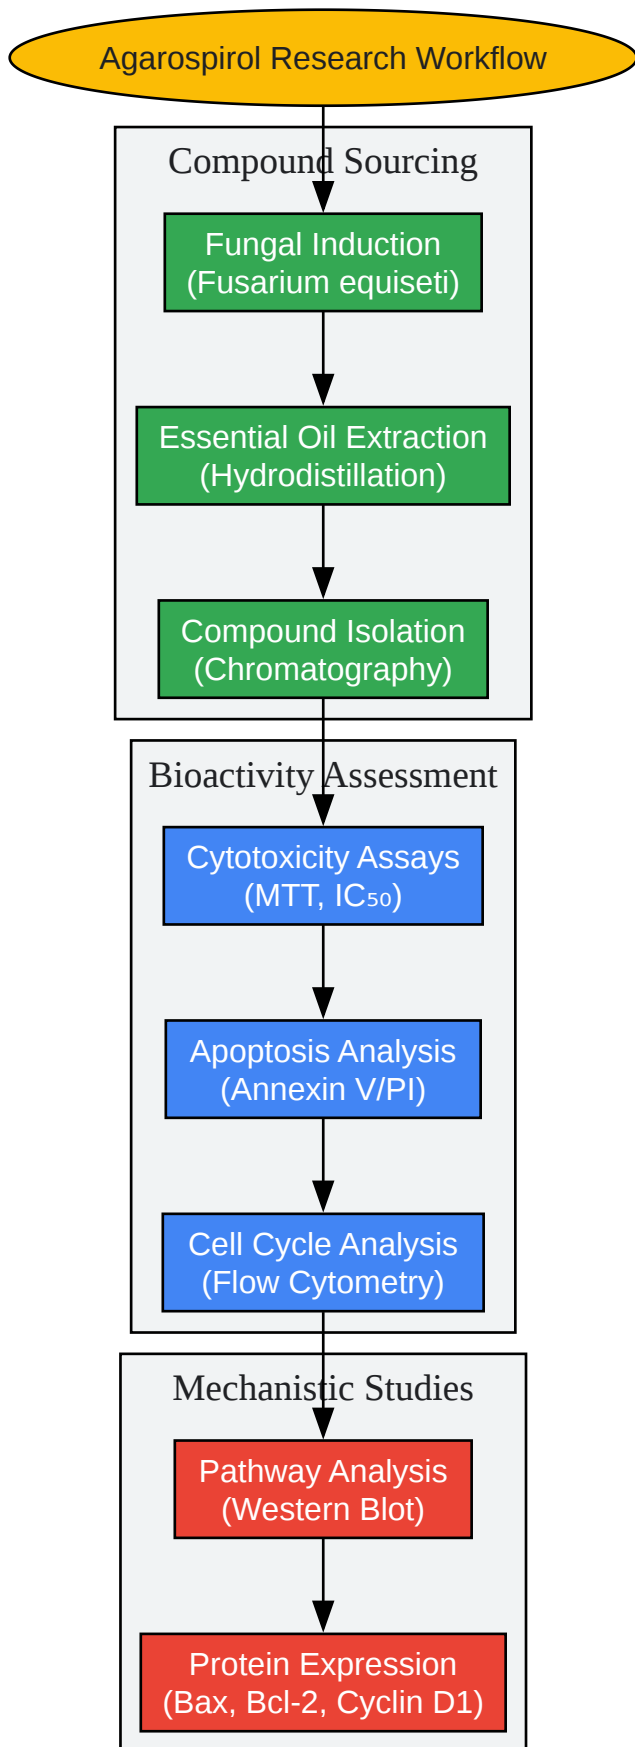 Agarospirol Research Workflow
Compound Sourcing
Fungal Induction
(Fusarium equiseti)
Essential Oil Extraction
(Hydrodistillation)
Compound Isolation
(Chromatography)
Bioactivity Assessment
Cytotoxicity Assays
(MTT, IC₅₀)
Apoptosis Analysis
(Annexin V/PI)
Cell Cycle Analysis
(Flow Cytometry)
Mechanistic Studies
Pathway Analysis
(Western Blot)
Protein Expression
(Bax, Bcl-2, Cyclin D1)